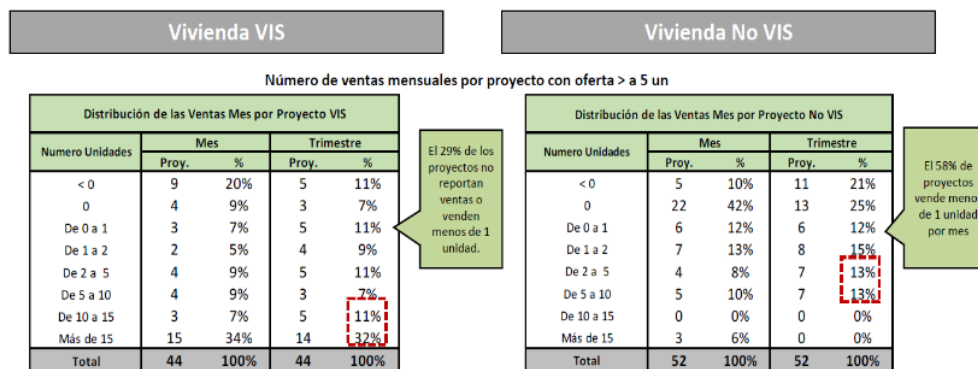 Vivienda VIS
Vivienda No VIS
Número de ventas mensuales por proyecto con oferta > a 5 un
Distribución de las Ventas Mes por Proyecto VIS
Numero Unidades Mes Trimestre
Proy. % Proy. %
< 0 9 20% 5 11%
0 4 9% 3 7%
De 0 a 1 3 7% 5 11%
De 1 a 2 2 5% 4 9%
De 2 a 5 4 9% 5 11%
De 5 a 10 4 9% 3 7%
De 10 a 15 3 7% 5 11%
Más de 15 15 34% 14 32%
Total 44 100% 44 100%
El 29% de los
proyectos no
reportan
ventas o
venden
menos de 1
unidad.
Distribución de las Ventas Mes por Proyecto No VIS
Numero Unidades Mes Trimestre
Proy. % Proy. %
< 0 5 10% 11 21%
0 22 42% 13 25%
De 0 a 1 6 12% 6 12%
De 1 a 2 7 13% 8 15%
De 2 a 5 4 8% 7 13%
De 5 a 10 5 10% 7 13%
De 10 a 15 0 0% 0 0%
Más de 15 3 6% 0 0%
Total 52 100% 52 100%
El 58% de
proyectos
vende meno
de 1 unidad
por mes